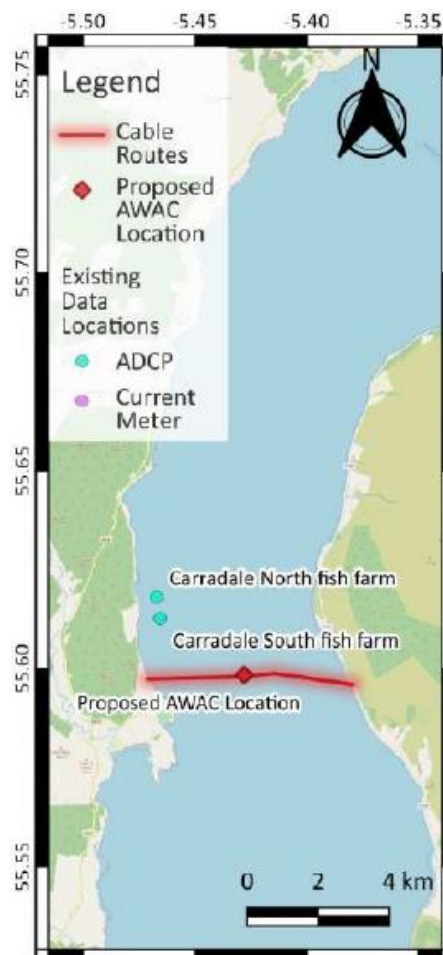 -5.50 -5.45 -5.40 -5.35
55.75
55.70
55.65
55.60
55.55
N
Legend
Cable
Routes
Proposed
AWAC
Location
Existing
Data
Locations
ADCP
Current
Meter
Carradale North fish farm
Carradale South fish farm
Proposed AWAC Location
0 2 4 km